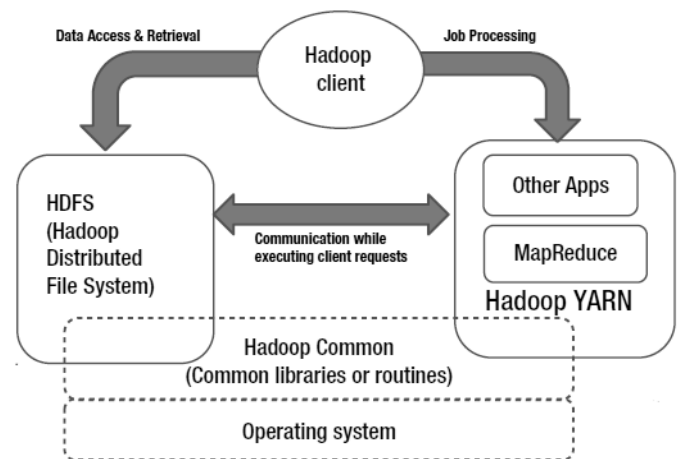 Data Access & Retrieval
Job Processing
Hadoop
client
HDFS
(Hadoop
Distributed
File System)
Communication while
executing client requests
Other Apps
MapReduce
Hadoop YARN
Hadoop Common
(Common libraries or routines)
Operating system